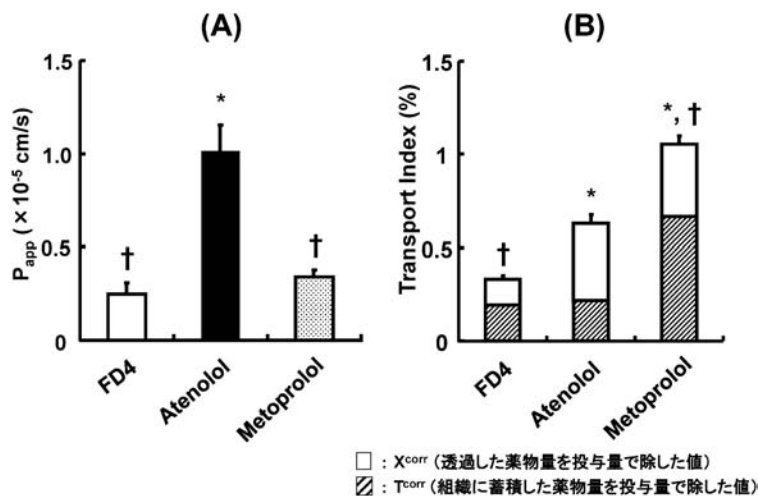 (A)
P_app (×10⁻⁵ cm/s)
1.5
1.0
0.5
0
†
*
†
FD4
Atenolol
Metoprolol
(B)
Transport Index (%)
1.5
1
0.5
0
†
*
*, †
FD4
Atenolol
Metoprolol
: X^corr (透過した薬物量を投与量で除した値)
: T^corr (組織に蓄積した薬物量を投与量で除した値)